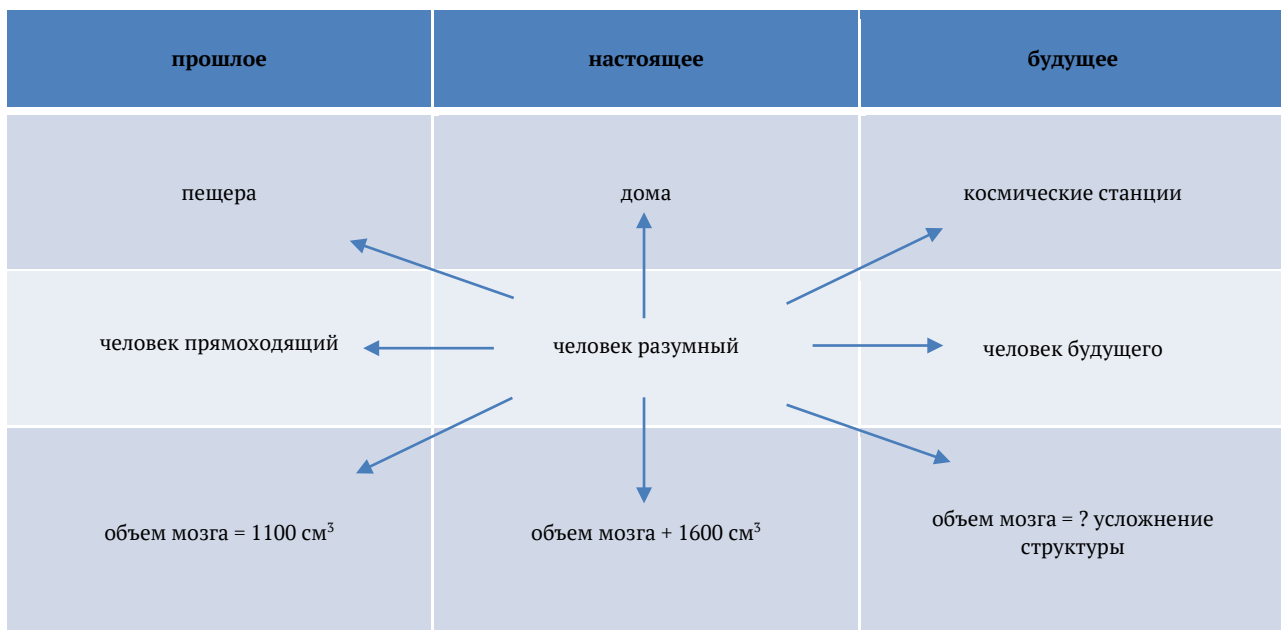 прошлое
настоящее
будущее
пещера
дома
космические станции
человек прямоходящий
человек разумный
человек будущего
объем мозга = 1100 см³
объем мозга + 1600 см³
объем мозга = ? усложнение
структуры